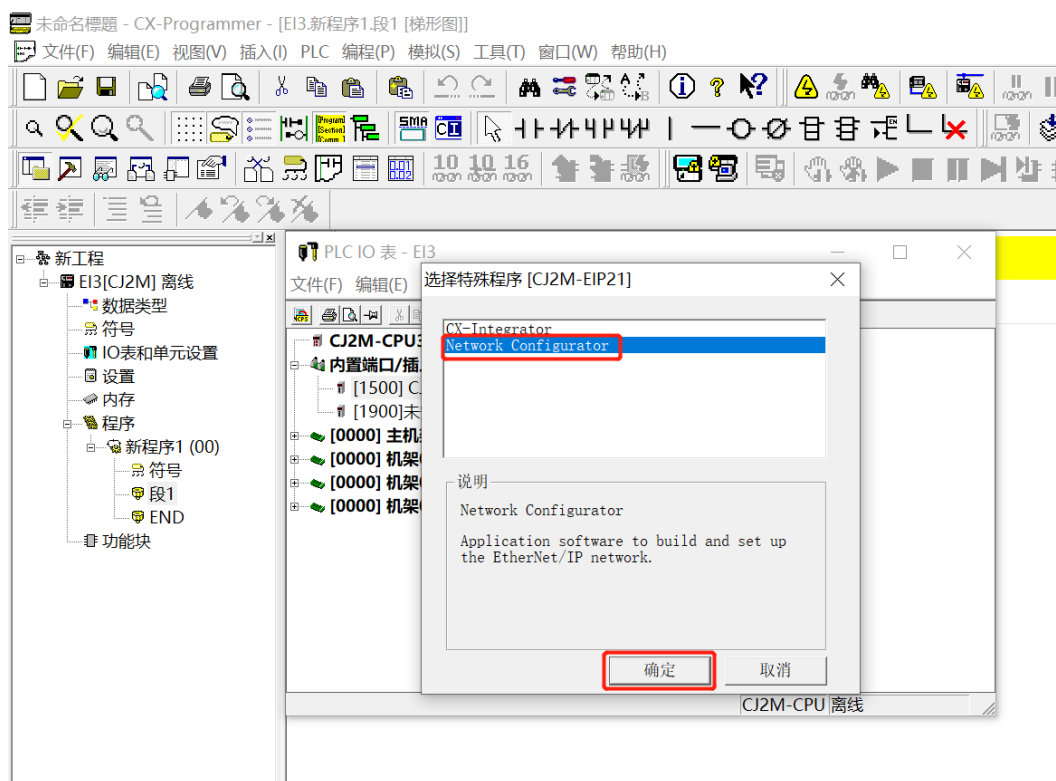 未命名標題 - CX-Programmer - [EI3.新程序1.段1 [梯形图]]
文件(F) 编辑(E) 视图(V) 插入(I) PLC 编程(P) 模拟(S) 工具(T) 窗口(W) 帮助(H)
SMA
10 10 16
新工程
EI3[CJ2M] 离线
数据类型
符号
IO表和单元设置
设置
内存
程序
新程序1 (00)
符号
段1
END
功能块
PLC IO 表 - EI3
文件(F) 编辑(E)
CJ2M-CPU3
内置端口/插
[1500] C
[1900]未
[0000] 主机
[0000] 机架
[0000] 机架
[0000] 机架
选择特殊程序 [CJ2M-EIP21]
CX-Integrator
Network Configurator
说明
Network Configurator
Application software to build and set up
the EtherNet/IP network.
确定 取消
CJ2M-CPU 离线